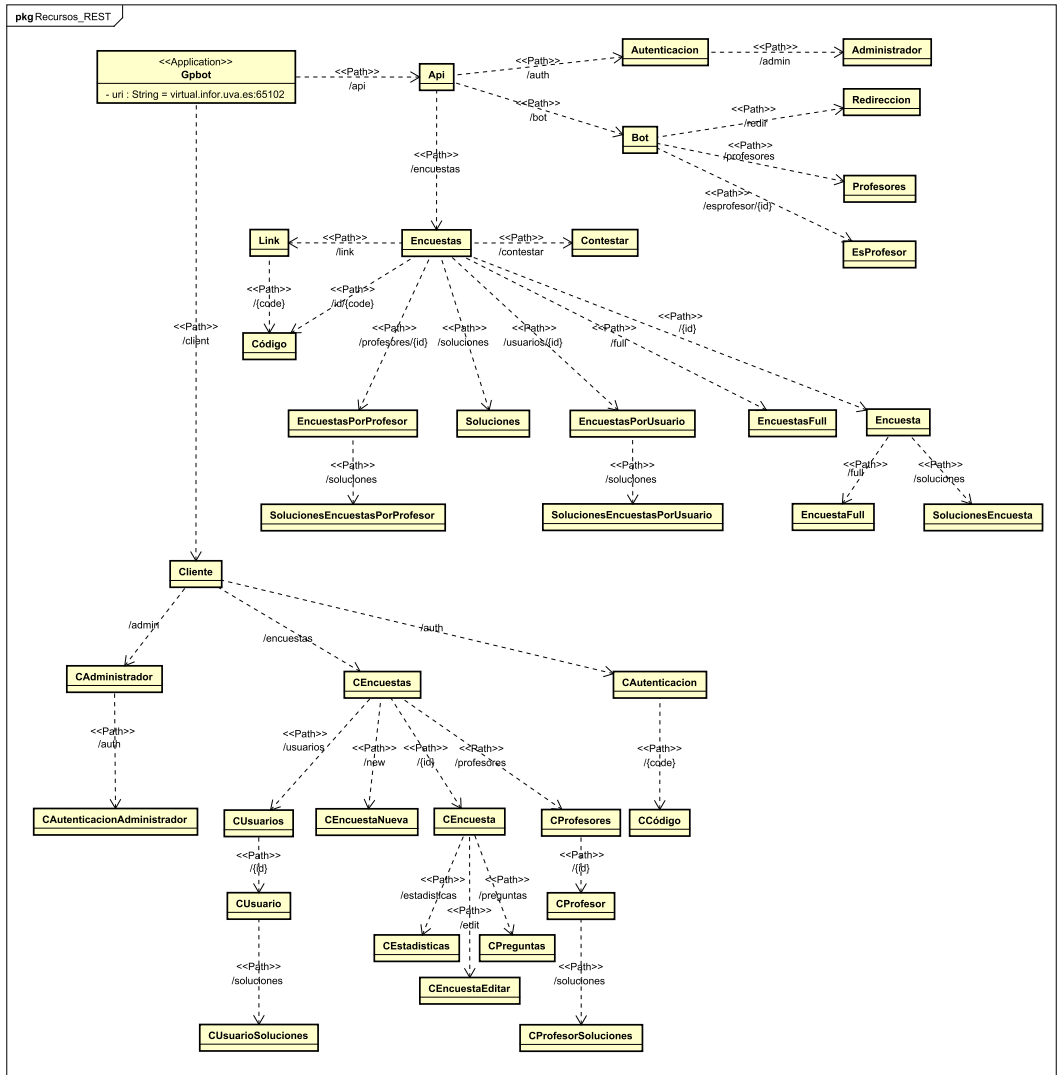 pkg Recursos_REST
<<Application>>
Gpbot
- uri : String = virtual.infor.uva.es:65102
<<Path>>
/api
Api
<<Path>>
/auth
Autenticacion
<<Path>>
/admin
Administrador
<<Path>>
/bot
Bot
<<Path>>
/redir
Redireccion
<<Path>>
/profesores
Profesores
<<Path>>
/esprofesor/{id}
EsProfesor
<<Path>>
/encuestas
Link
<<Path>>
/link
Encuestas
<<Path>>
/contestar
Contestar
<<Path>>
/{code}
<<Path>>
/id/{code}
Código
<<Path>>
/client
<<Path>>
/profesores/{id}
<<Path>>
/soluciones
<<Path>>
/usuarios/{id}
<<Path>>
/full
<<Path>>
/{id}
EncuestasPorProfesor
Soluciones
EncuestasPorUsuario
EncuestasFull
Encuesta
<<Path>>
/soluciones
<<Path>>
/soluciones
<<Path>>
/full
<<Path>>
/soluciones
SolucionesEncuestasPorProfesor
SolucionesEncuestasPorUsuario
EncuestaFull
SolucionesEncuesta
Cliente
/admin
/encuestas
/auth
CAdministrador
CEncuestas
CAutenticacion
<<Path>>
/auth
<<Path>>
/usuarios
<<Path>>
/new
<<Path>>
/{id}
<<Path>>
/profesores
<<Path>>
/{code}
CAutenticacionAdministrador
CUsuarios
CEncuestaNueva
CEncuesta
CProfesores
CCódigo
<<Path>>
/{id}
<<Path>>
/estadisticas
<<Path>>
/edit
<<Path>>
/preguntas
<<Path>>
/{id}
CUsuario
CProfesor
CEstadisticas
CPreguntas
<<Path>>
/soluciones
CEncuestaEditar
<<Path>>
/soluciones
CUsuarioSoluciones
CProfesorSoluciones